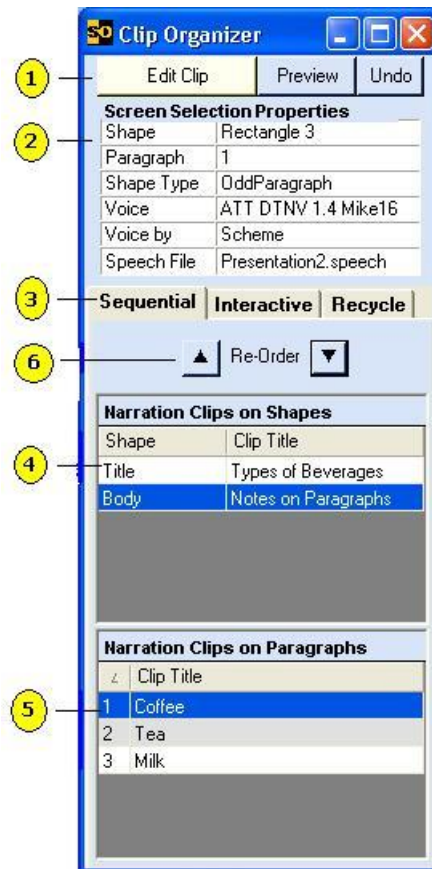 SO Clip Organizer
1 Edit Clip Preview Undo
Screen Selection Properties
2 Shape Rectangle 3
Paragraph 1
Shape Type OddParagraph
Voice ATT DTNV 1.4 Mike16
Voice by Scheme
Speech File Presentation2.speech
3 Sequential Interactive Recycle
6 Re-Order
Narration Clips on Shapes
Shape Clip Title
4 Title Types of Beverages
Body Notes on Paragraphs
Narration Clips on Paragraphs
Clip Title
5 1 Coffee
2 Tea
3 Milk